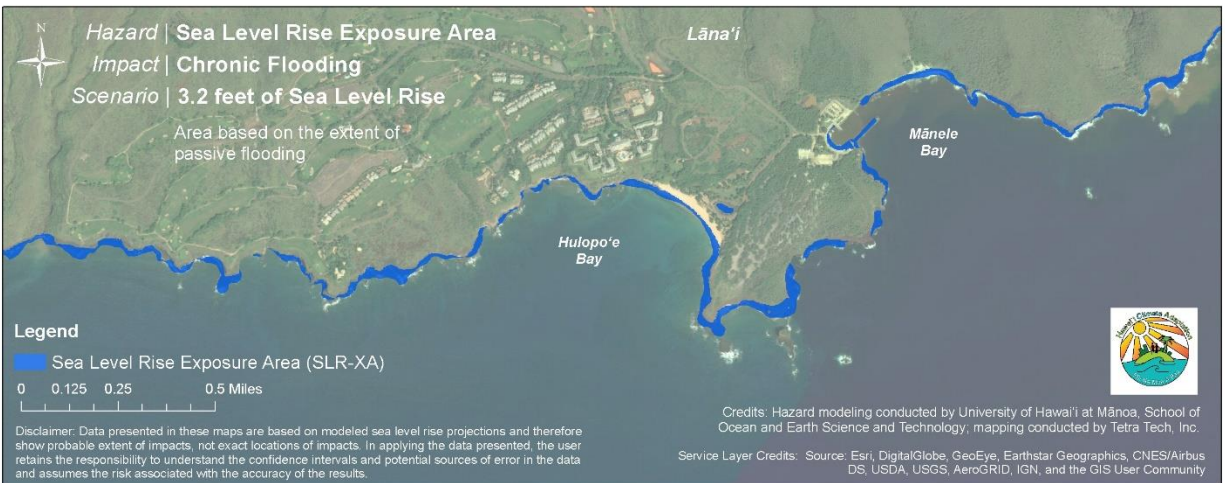 N
Hazard | Sea Level Rise Exposure Area
Impact | Chronic Flooding
Scenario | 3.2 feet of Sea Level Rise
Area based on the extent of
passive flooding
Lānaʻi
Mānele
Bay
Hulopoʻe
Bay
Legend
Sea Level Rise Exposure Area (SLR-XA)
0 0.125 0.25 0.5 Miles
Disclaimer: Data presented in these maps are based on modeled sea level rise projections and therefore
show probable extent of impacts, not exact locations of impacts. In applying the data presented, the user
retains the responsibility to understand the confidence intervals and potential sources of error in the data
and assumes the risk associated with the accuracy of the results.
Hawaiʻi Climate Adaptation
Credits: Hazard modeling conducted by University of Hawaiʻi at Mānoa, School of
Ocean and Earth Science and Technology; mapping conducted by Tetra Tech, Inc.
Service Layer Credits: Source: Esri, DigitalGlobe, GeoEye, Earthstar Geographics, CNES/Airbus
DS, USDA, USGS, AeroGRID, IGN, and the GIS User Community